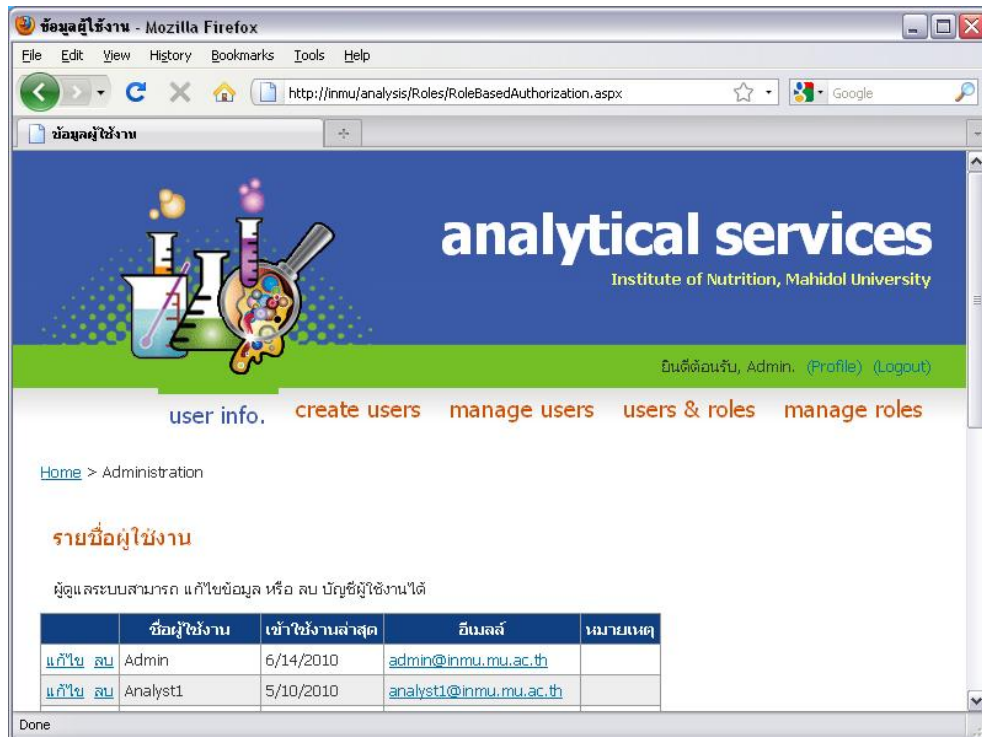 ข้อมูลผู้ใช้งาน - Mozilla Firefox
File Edit View History Bookmarks Tools Help
http://inmu/analysis/Roles/RoleBasedAuthorization.aspx Google
ข้อมูลผู้ใช้งาน
analytical services
Institute of Nutrition, Mahidol University
ยินดีต้อนรับ, Admin. (Profile) (Logout)
user info. create users manage users users & roles manage roles
Home > Administration
รายชื่อผู้ใช้งาน
ผู้ดูแลระบบสามารถ แก้ไขข้อมูล หรือ ลบ บัญชีผู้ใช้งานได้
ชื่อผู้ใช้งาน เข้าใช้งานล่าสุด อีเมลล์ หมายเหตุ
แก้ไข ลบ Admin 6/14/2010 admin@inmu.mu.ac.th
แก้ไข ลบ Analyst1 5/10/2010 analyst1@inmu.mu.ac.th
Done